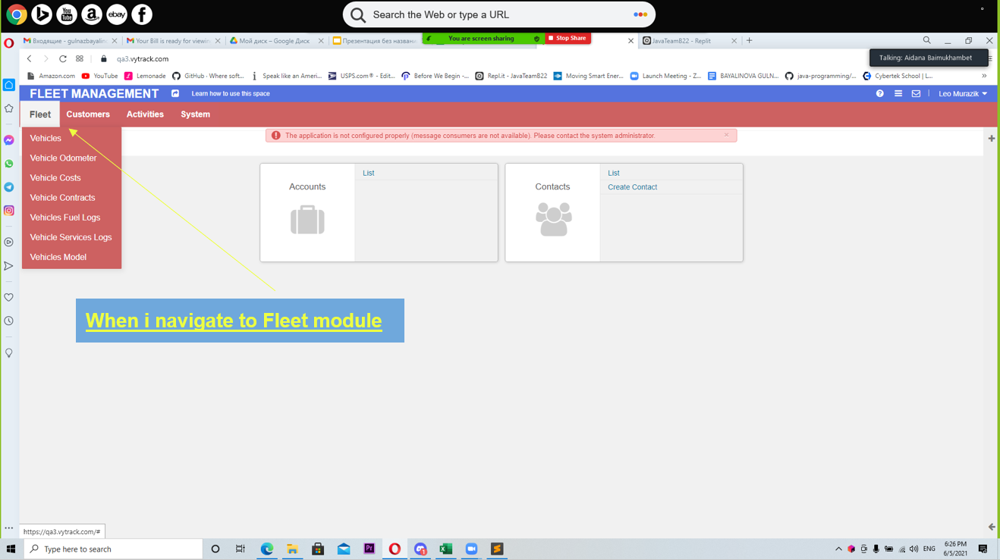 You Tube
a
ebay
f
Search the Web or type a URL
Входящие - gulnazbayalin
Your Bill is ready for viewin
Мой диск – Google Диск
Презентация без названи
You are screen sharing
Stop Share
JavaTeamB22 - Replit
qa3.vytrack.com
Talking: Aidana Baimukhambet
Amazon.com
YouTube
Lemonade
GitHub · Where soft...
Speak like an Ameri...
USPS.com® - Edit...
Before We Begin -...
Repl.it - JavaTeamB22
Moving Smart Ener...
Launch Meeting - Z...
BAYALINOVA GULN...
java-programming/...
Cybertek School | L...
FLEET MANAGEMENT
Learn how to use this space
Leo Murazik
Fleet
Customers
Activities
System
The application is not configured properly (message consumers are not available). Please contact the system administrator.
Vehicles
Vehicle Odometer
Vehicle Costs
Vehicle Contracts
Vehicles Fuel Logs
Vehicle Services Logs
Vehicles Model
Accounts
List
Contacts
List
Create Contact
When i navigate to Fleet module
https://qa3.vytrack.com/#
Type here to search
Pr
ENG
6:26 PM
6/5/2021